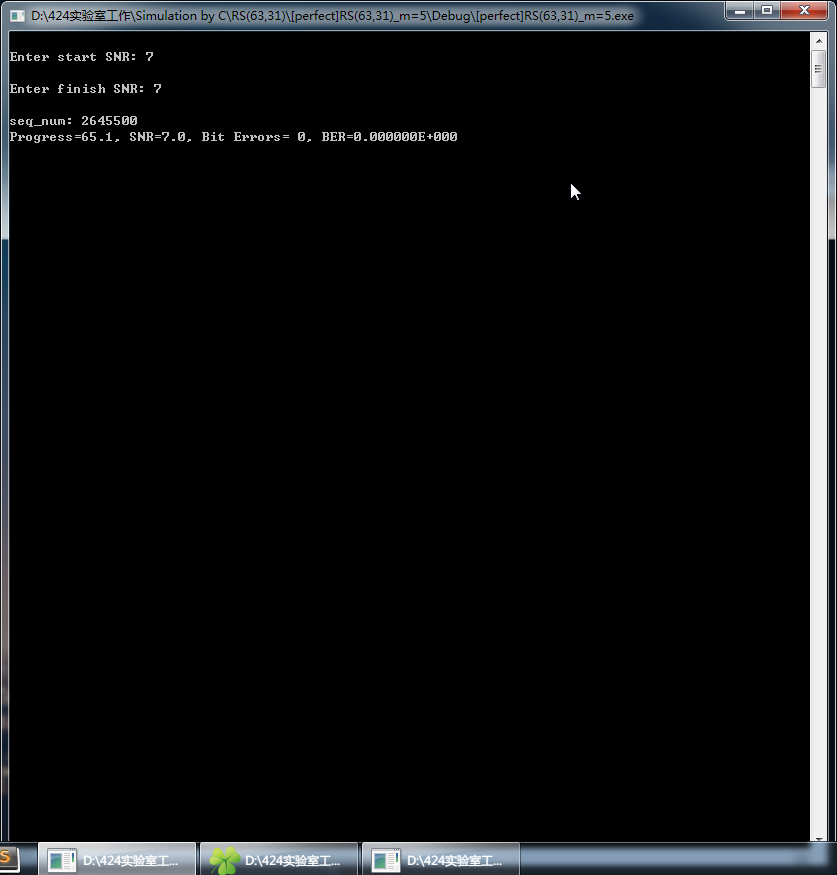 D:\424实验室工作\Simulation by C\RS(63,31)\[perfect]RS(63,31)_m=5\Debug\[perfect]RS(63,31)_m=5.exe
Enter start SNR: 7
Enter finish SNR: 7
seq_num: 2645500
Progress=65.1, SNR=7.0, Bit Errors= 0, BER=0.000000E+000
S
D:\424实验室工...
D:\424实验室工...
D:\424实验室工...